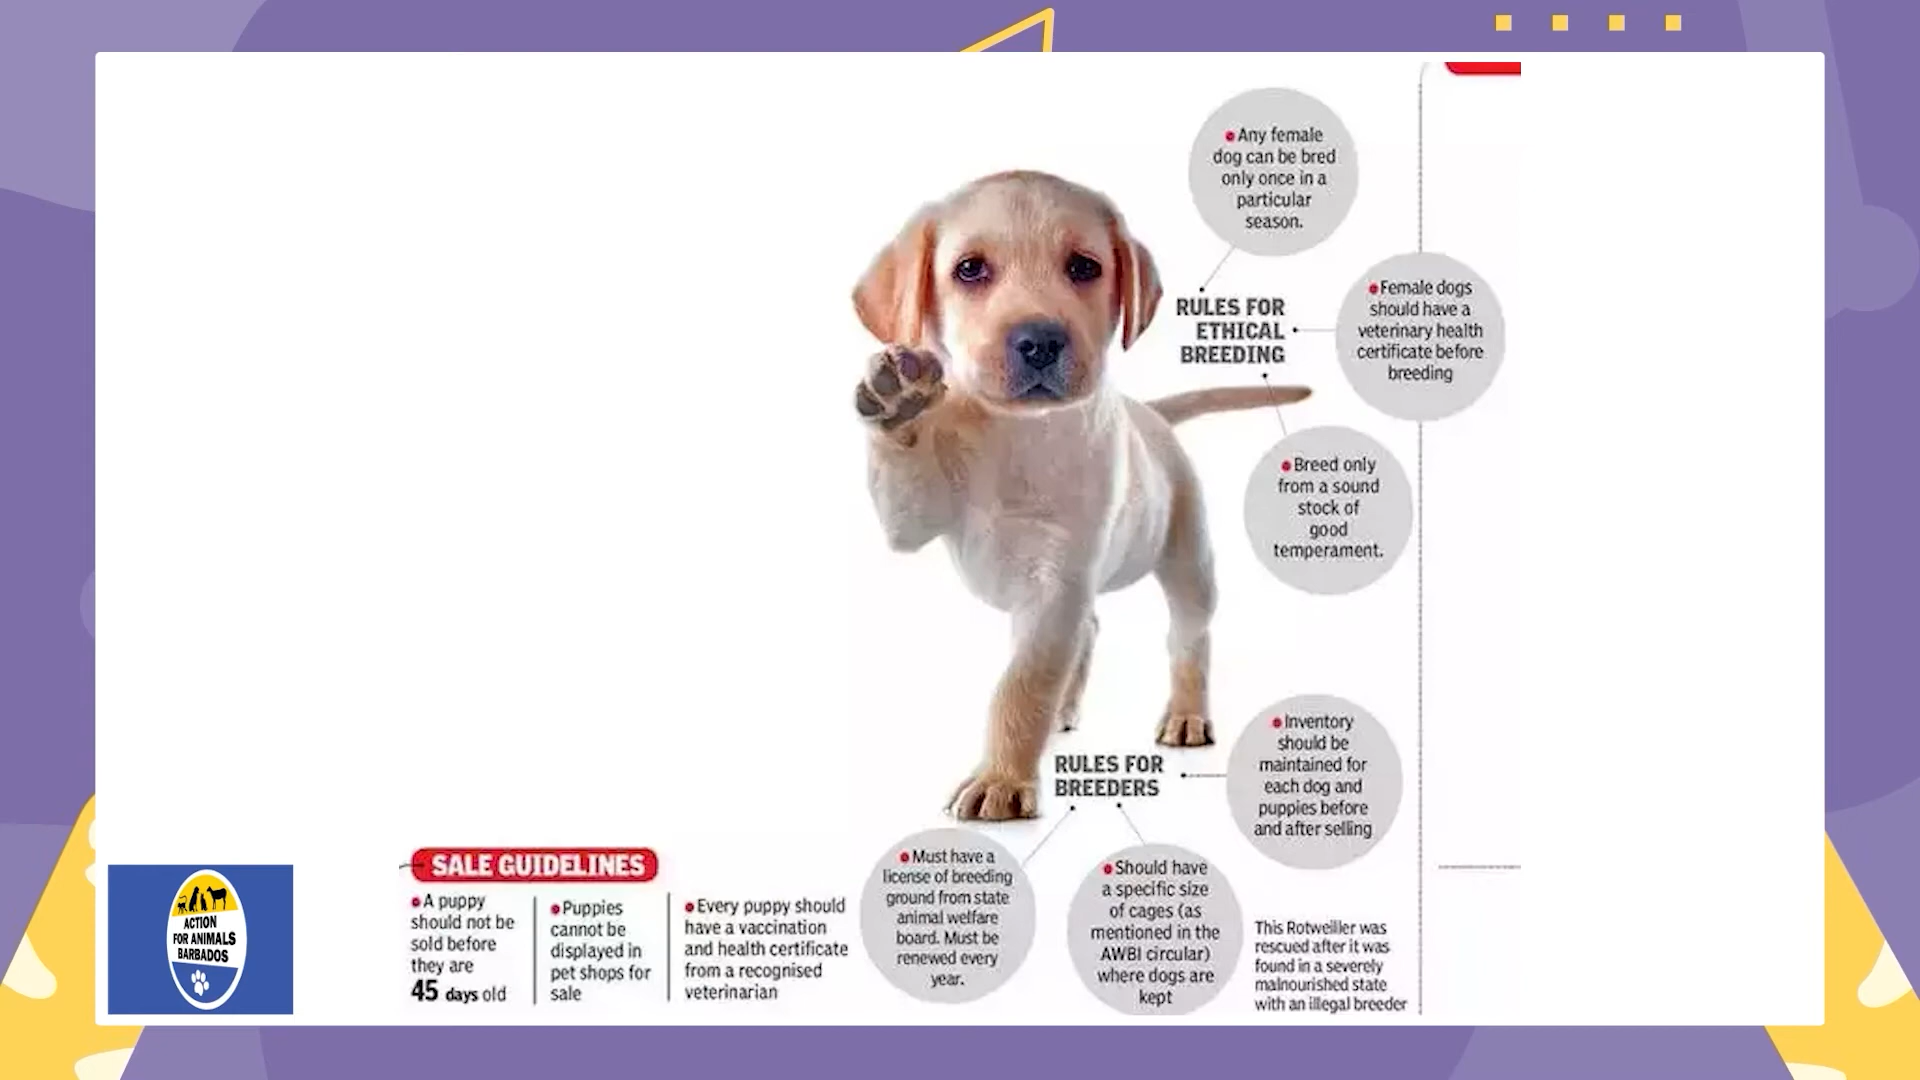 ● Any female
dog can be bred
only once in a
particular
season.
RULES FOR
ETHICAL
BREEDING
● Female dogs
should have a
veterinary health
certificate before
breeding
● Breed only
from a sound
stock of
good
temperament.
RULES FOR
BREEDERS
● Inventory
should be
maintained for
each dog and
puppies before
and after selling
● Must have a
license of breeding
ground from state
animal welfare
board. Must be
renewed every
year.
● Should have
a specific size
of cages (as
mentioned in the
AWBI circular)
where dogs are
kept
This Rotweiller was
rescued after it was
found in a severely
malnourished state
with an illegal breeder
SALE GUIDELINES
● A puppy
should not be
sold before
they are
45 days old
● Puppies
cannot be
displayed in
pet shops for
sale
● Every puppy should
have a vaccination
and health certificate
from a recognised
veterinarian
ACTION
FOR ANIMALS
BARBADOS